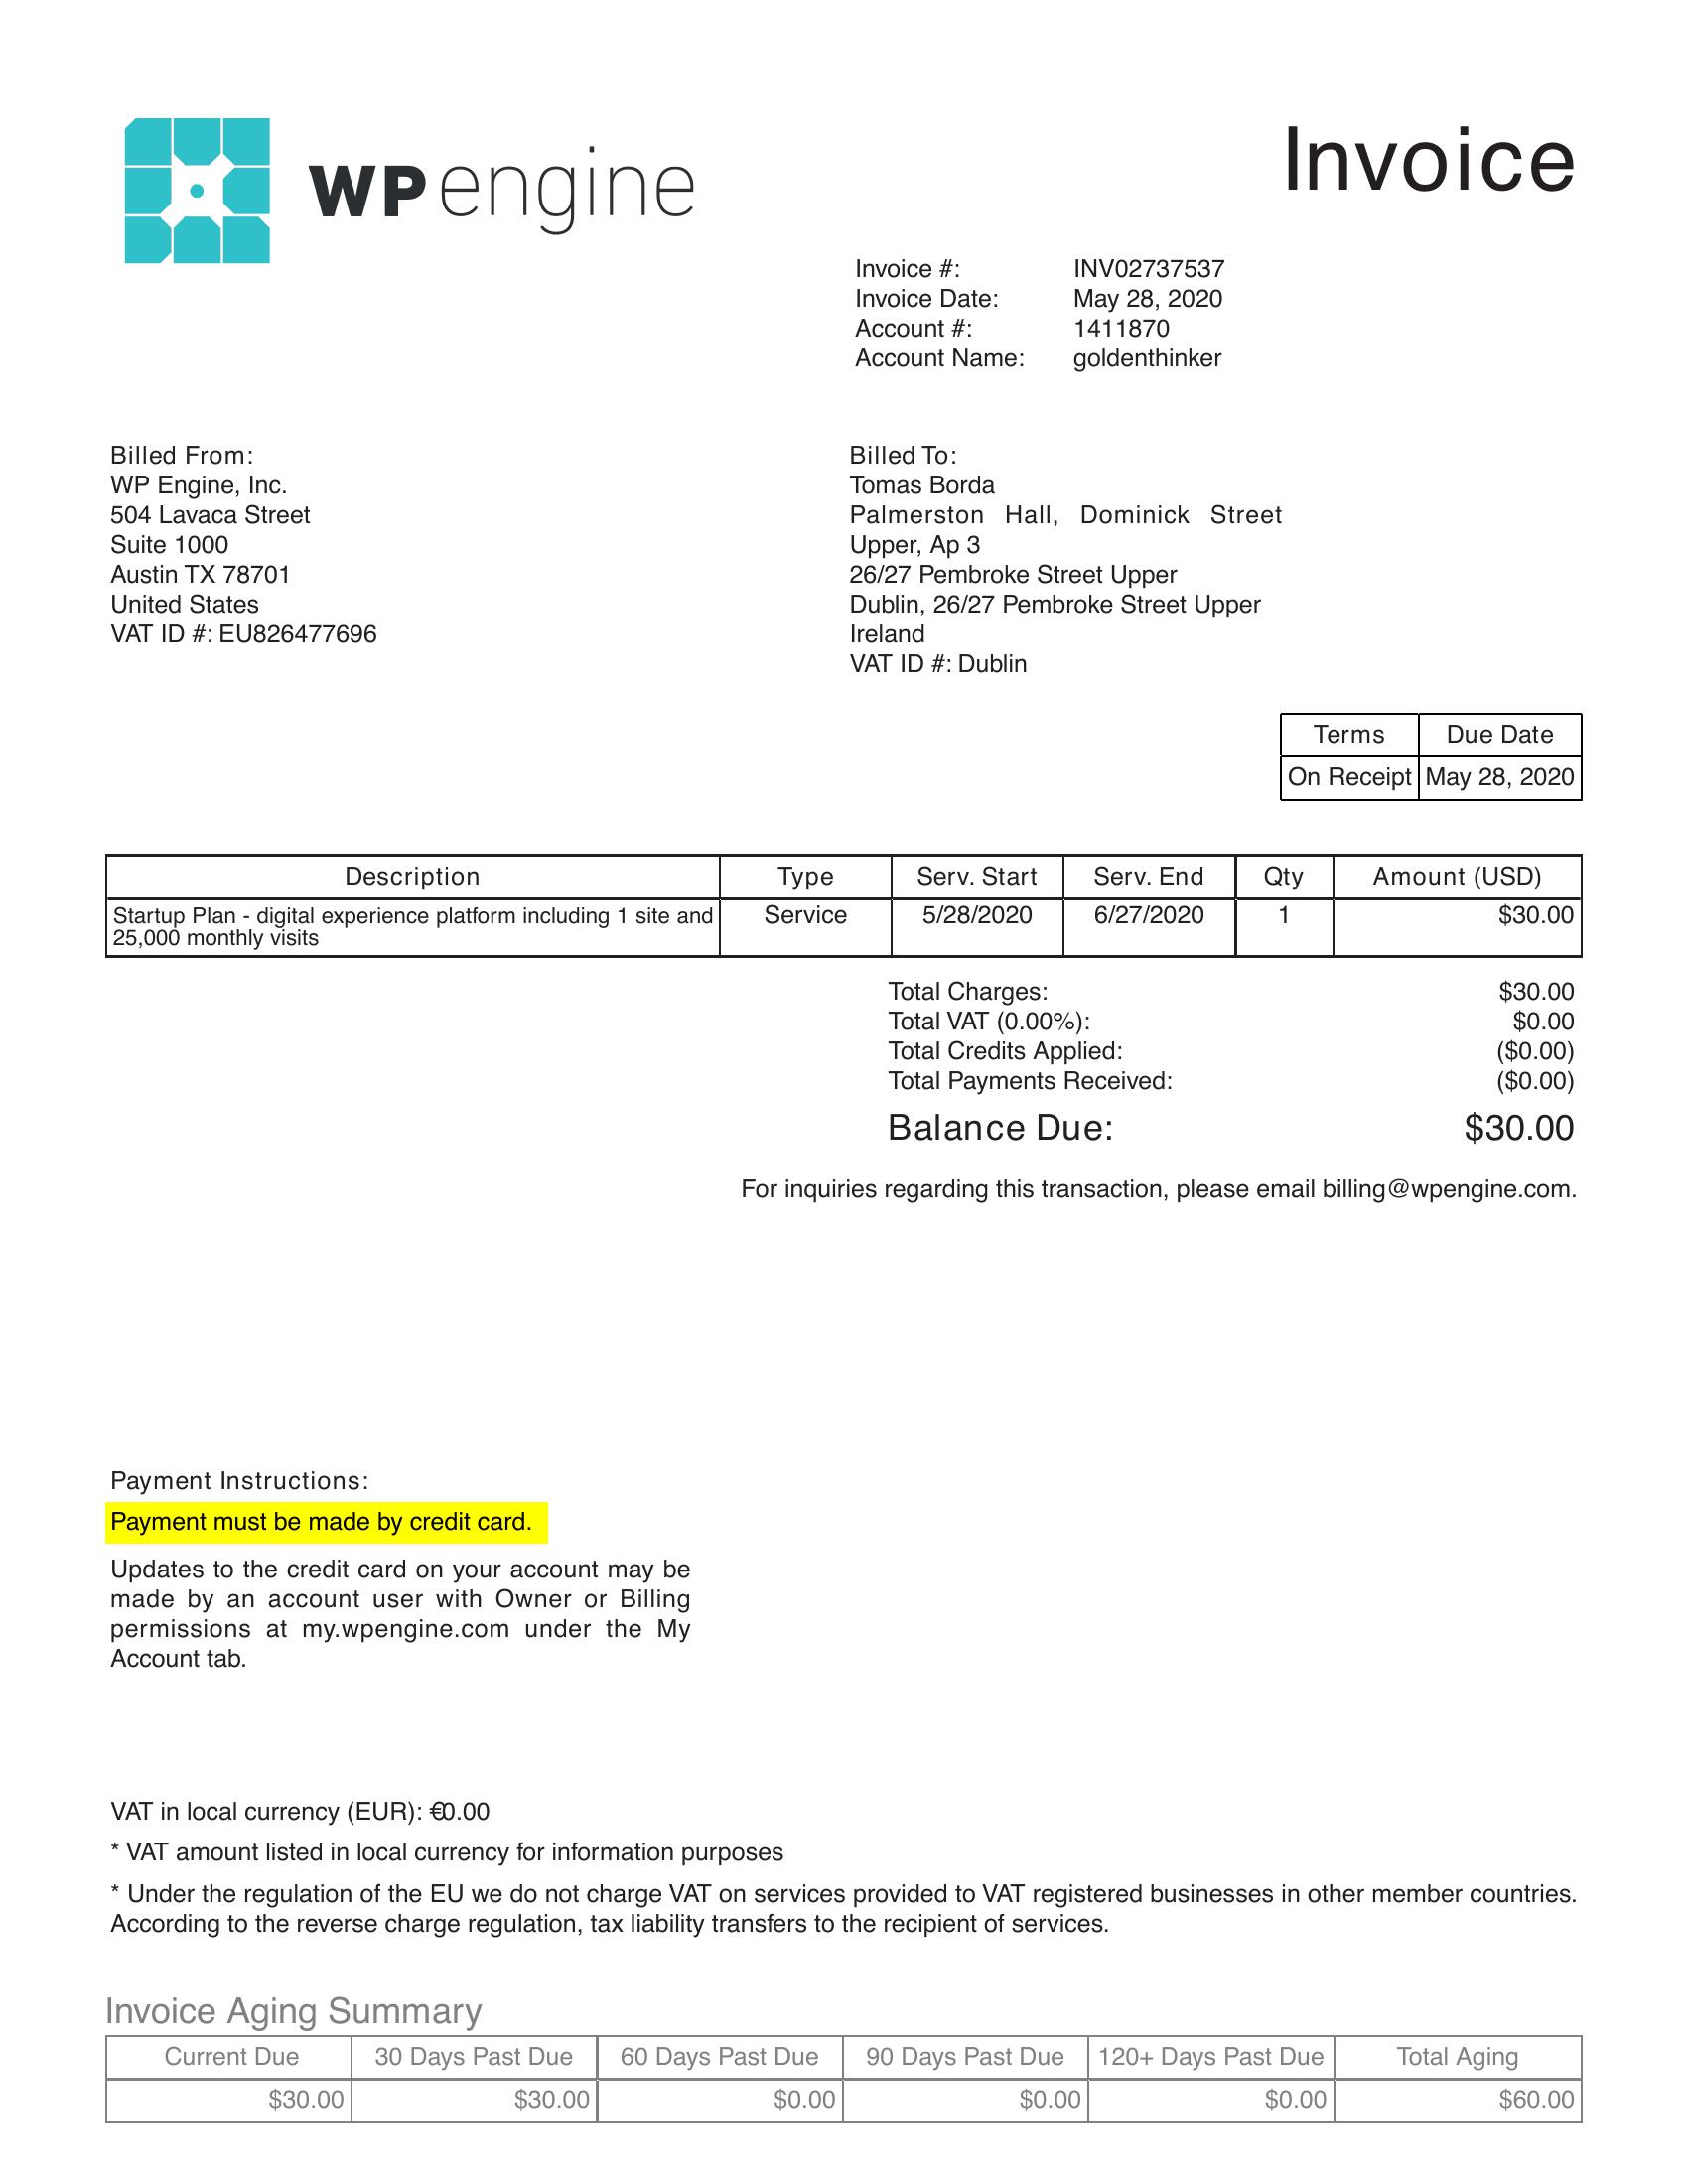 WPengine
Invoice
Invoice #: INV02737537
Invoice Date: May 28, 2020
Account #: 1411870
Account Name: goldenthinker
Billed From:
WP Engine, Inc.
504 Lavaca Street
Suite 1000
Austin TX 78701
United States
VAT ID #: EU826477696
Billed To:
Tomas Borda
Palmerston Hall, Dominick Street
Upper, Ap 3
26/27 Pembroke Street Upper
Dublin, 26/27 Pembroke Street Upper
Ireland
VAT ID #: Dublin
Terms Due Date
On Receipt May 28, 2020
Description Type Serv. Start Serv. End Qty Amount (USD)
Startup Plan - digital experience platform including 1 site and Service 5/28/2020 6/27/2020 1 $30.00
25,000 monthly visits
Total Charges: $30.00
Total VAT (0.00%): $0.00
Total Credits Applied: ($0.00)
Total Payments Received: ($0.00)
Balance Due: $30.00
For inquiries regarding this transaction, please email billing@wpengine.com.
Payment Instructions:
Payment must be made by credit card.
Updates to the credit card on your account may be
made by an account user with Owner or Billing
permissions at my.wpengine.com under the My
Account tab.
VAT in local currency (EUR): €0.00
* VAT amount listed in local currency for information purposes
* Under the regulation of the EU we do not charge VAT on services provided to VAT registered businesses in other member countries.
According to the reverse charge regulation, tax liability transfers to the recipient of services.
Invoice Aging Summary
Current Due 30 Days Past Due 60 Days Past Due 90 Days Past Due 120+ Days Past Due Total Aging
$30.00 $30.00 $0.00 $0.00 $0.00 $60.00